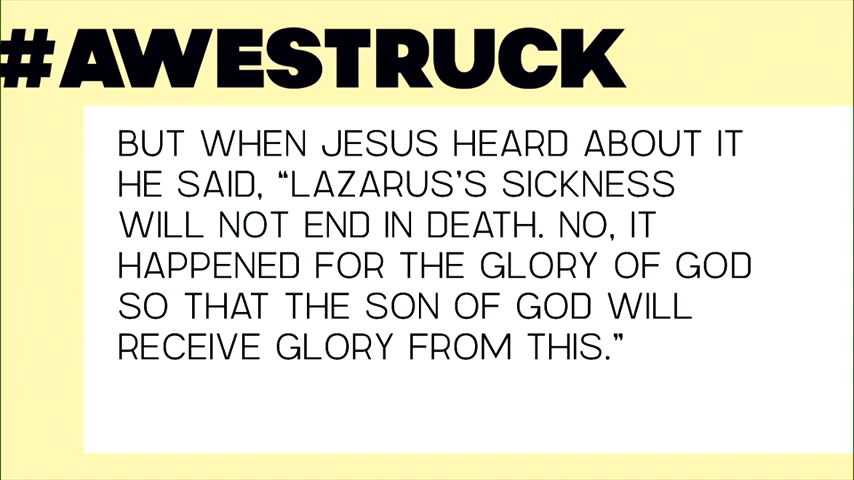 #AWESTRUCK
BUT WHEN JESUS HEARD ABOUT IT
HE SAID, “LAZARUS’S SICKNESS
WILL NOT END IN DEATH. NO, IT
HAPPENED FOR THE GLORY OF GOD
SO THAT THE SON OF GOD WILL
RECEIVE GLORY FROM THIS.”